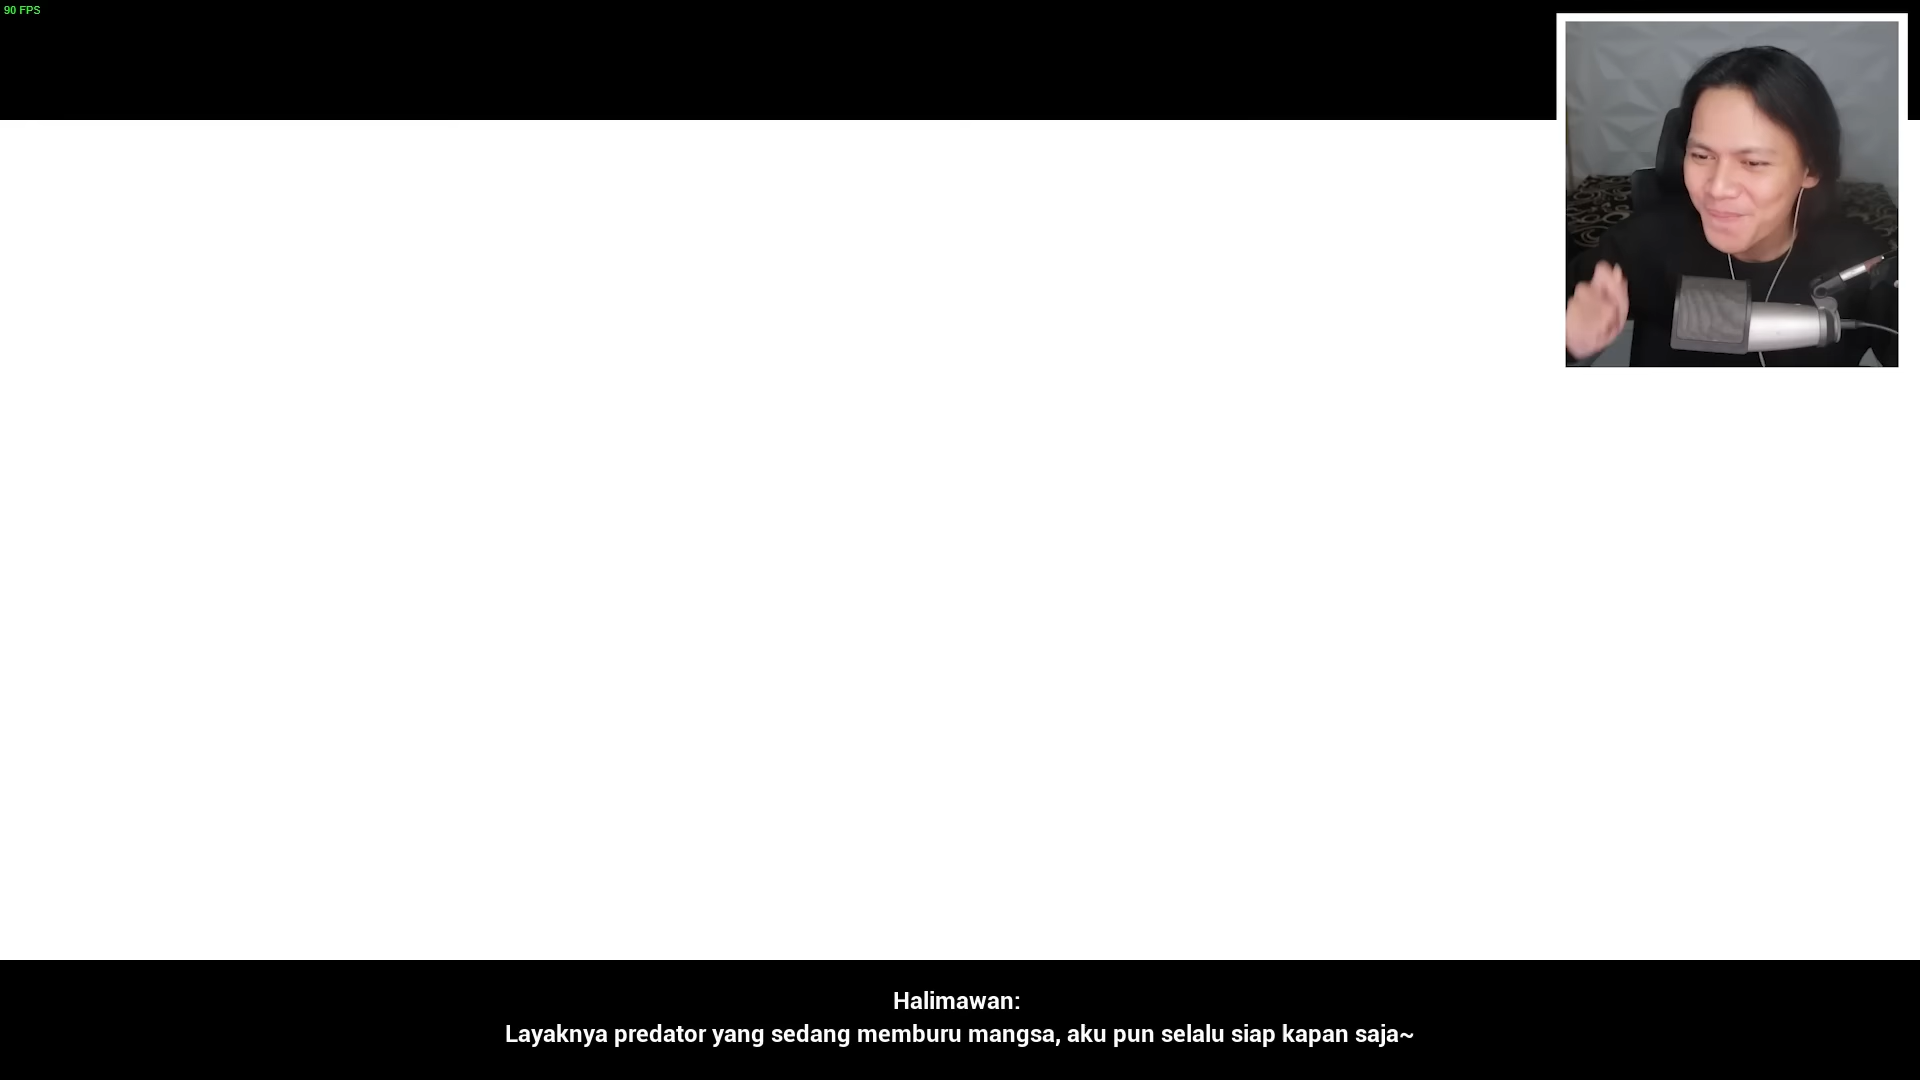 90 FPS
Halimawan:
Layaknya predator yang sedang memburu mangsa, aku pun selalu siap kapan saja~